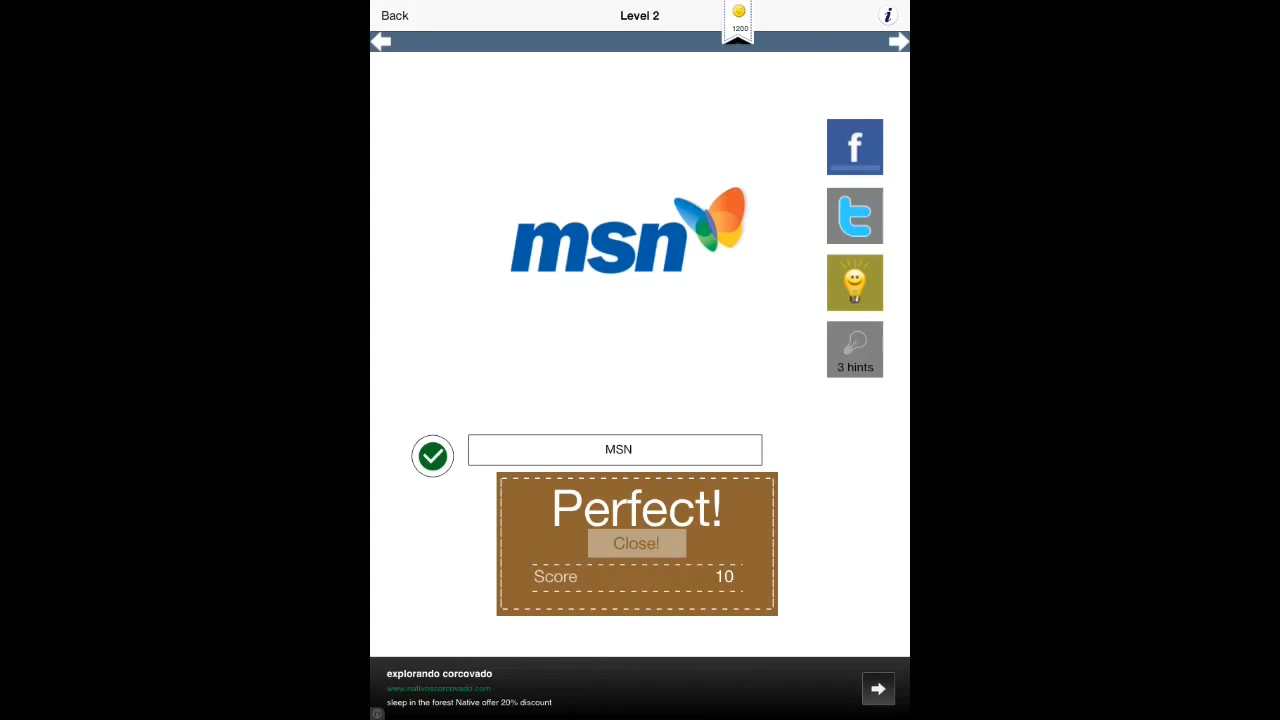 Back
Level 2
1200
i
f
t
msn
3 hints
MSN
Perfect!
Close!
Score 10
explorando corcovado
www.nativoscorcovado.com
sleep in the forest Native offer 20% discount